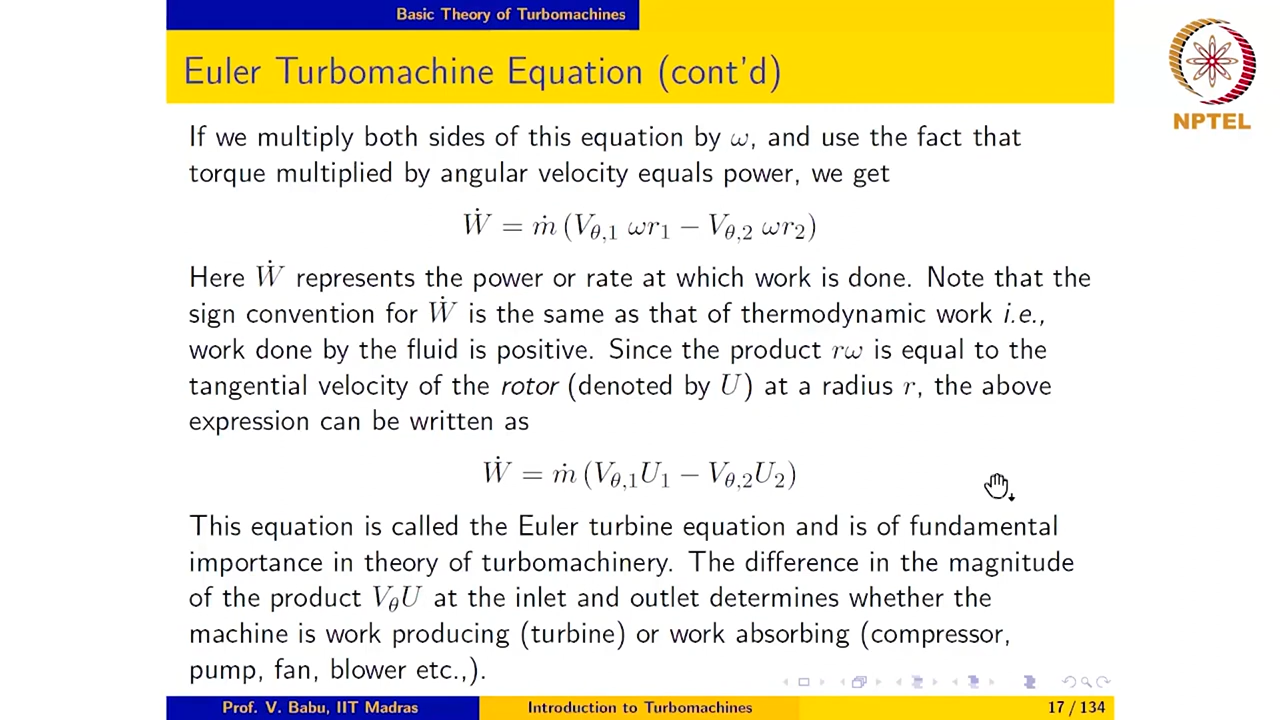 Basic Theory of Turbomachines
Euler Turbomachine Equation (cont'd)
NPTEL
If we multiply both sides of this equation by ω, and use the fact that
torque multiplied by angular velocity equals power, we get
Ẇ = ṁ (V_{θ,1} ωr₁ − V_{θ,2} ωr₂)
Here Ẇ represents the power or rate at which work is done. Note that the
sign convention for Ẇ is the same as that of thermodynamic work i.e.,
work done by the fluid is positive. Since the product rω is equal to the
tangential velocity of the rotor (denoted by U) at a radius r, the above
expression can be written as
Ẇ = ṁ (V_{θ,1}U₁ − V_{θ,2}U₂)
This equation is called the Euler turbine equation and is of fundamental
importance in theory of turbomachinery. The difference in the magnitude
of the product V_θU at the inlet and outlet determines whether the
machine is work producing (turbine) or work absorbing (compressor,
pump, fan, blower etc.,).
Prof. V. Babu, IIT Madras
Introduction to Turbomachines
17 / 134